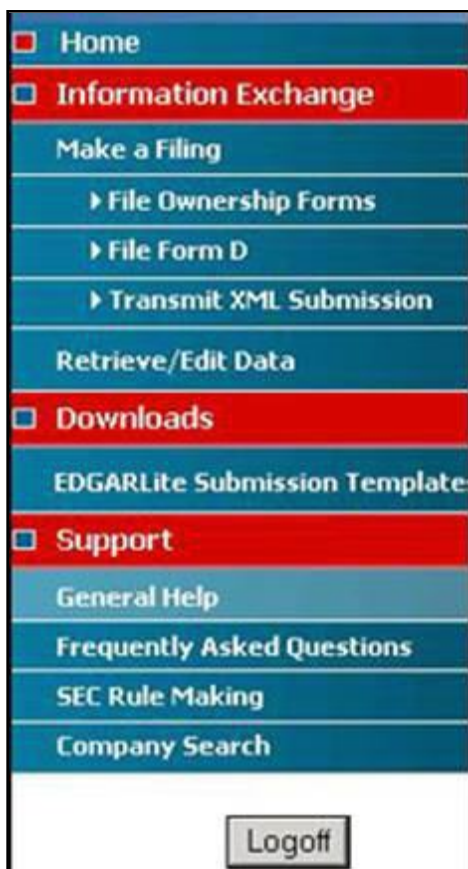 Home
Information Exchange
Make a Filing
File Ownership Forms
File Form D
Transmit XML Submission
Retrieve/Edit Data
Downloads
EDGARLite Submission Template
Support
General Help
Frequently Asked Questions
SEC Rule Making
Company Search
Logoff